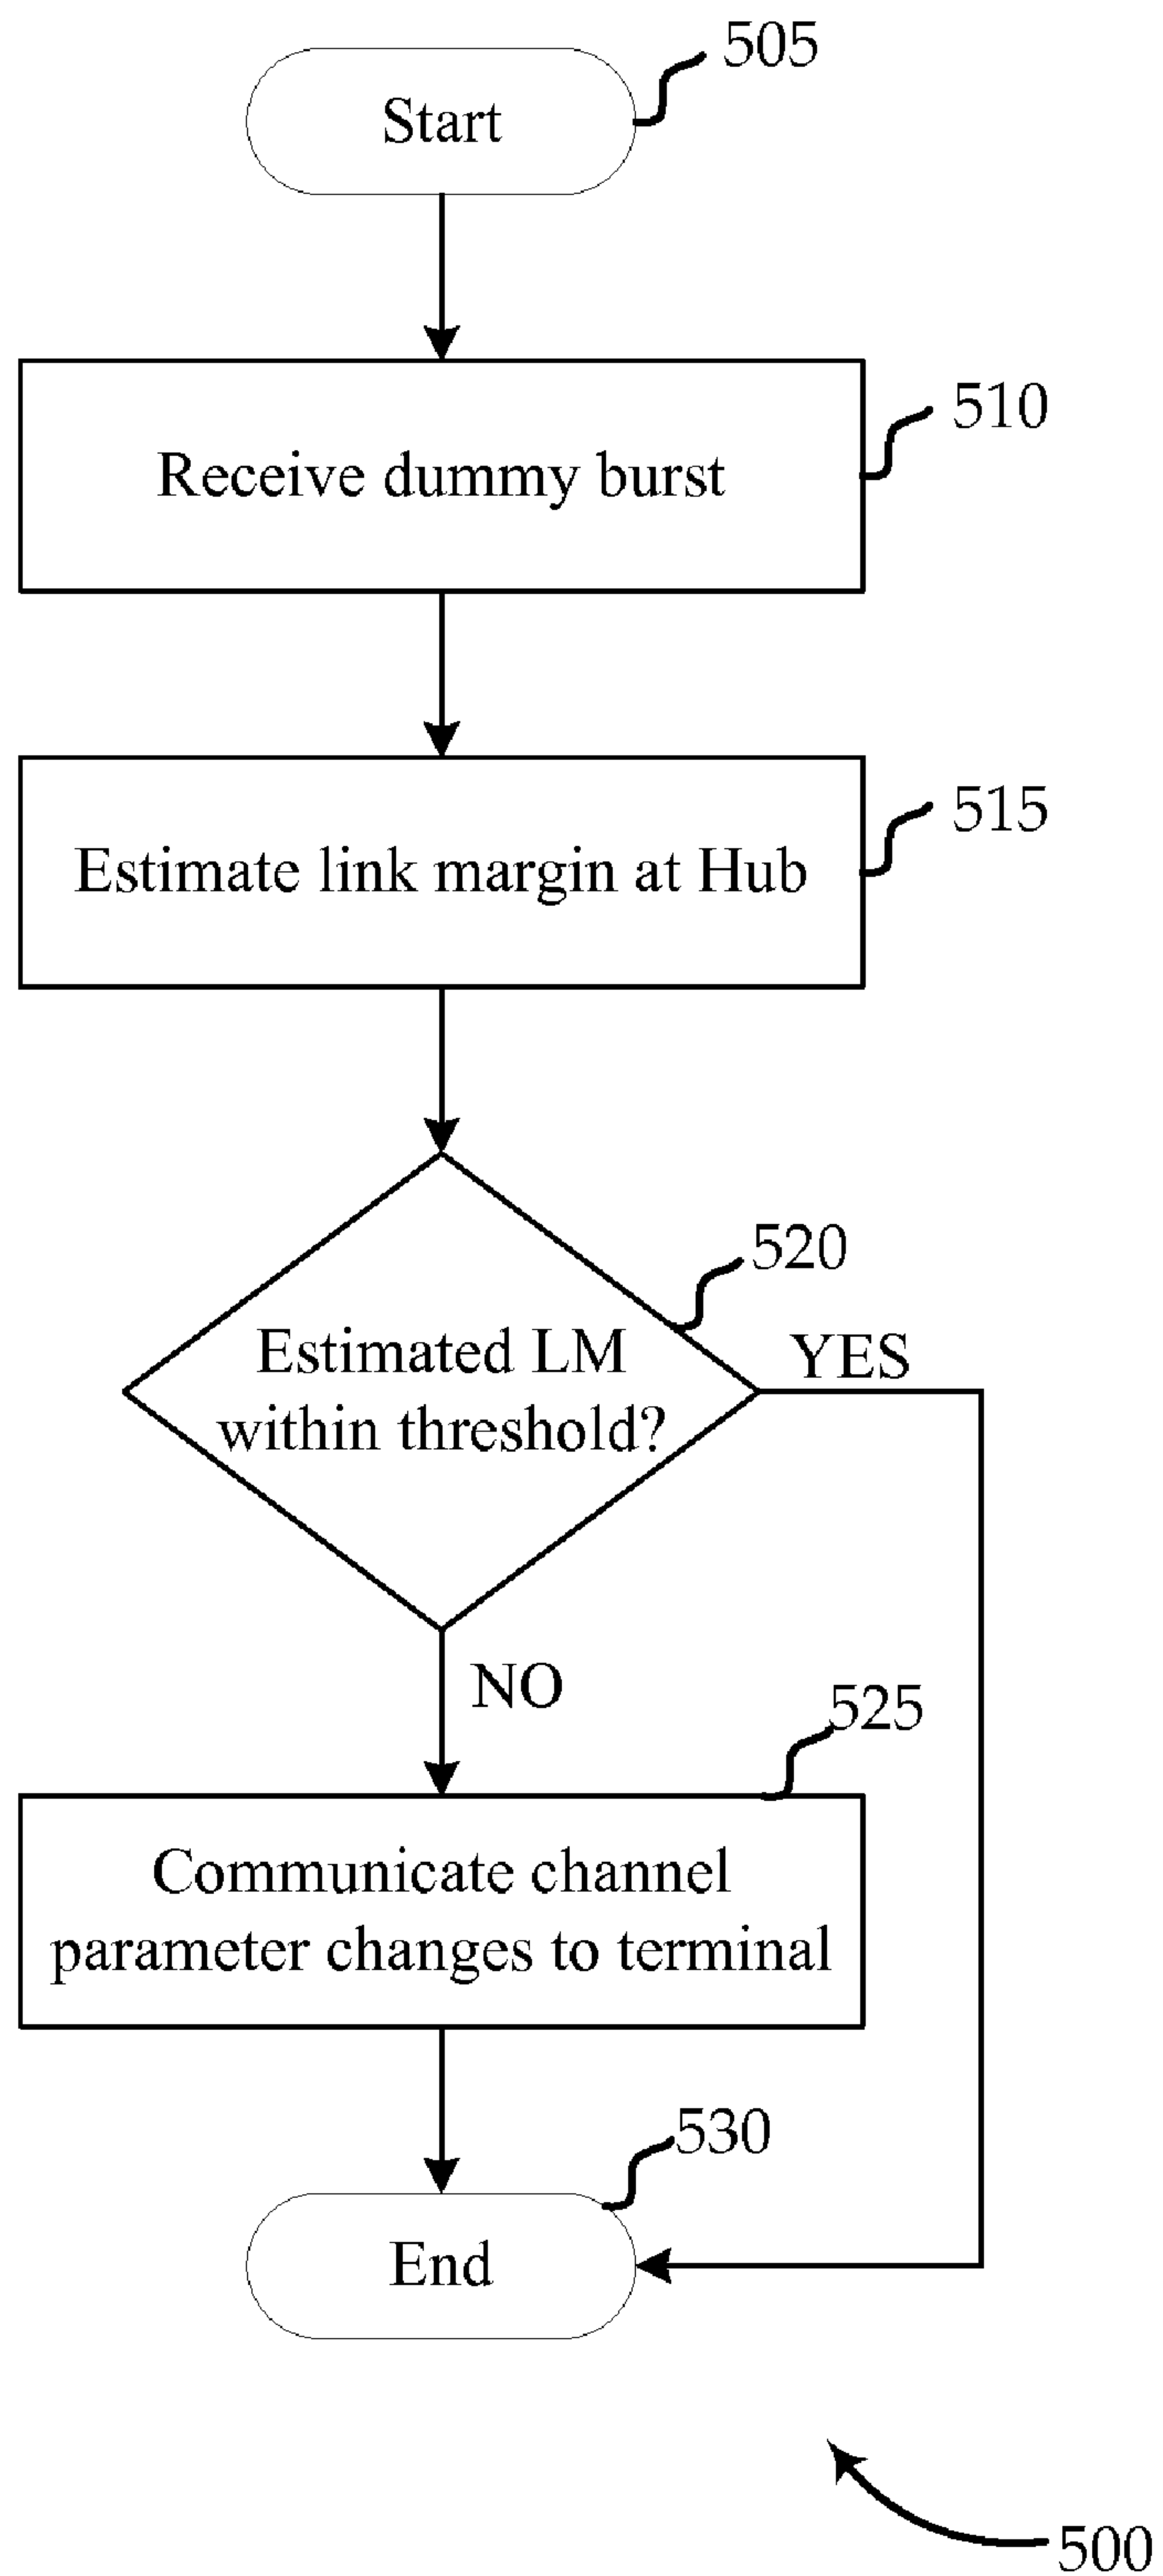 505
Start
510
Receive dummy burst
515
Estimate link margin at Hub
520
Estimated LM
within threshold?
YES
NO
525
Communicate channel
parameter changes to terminal
530
End
500